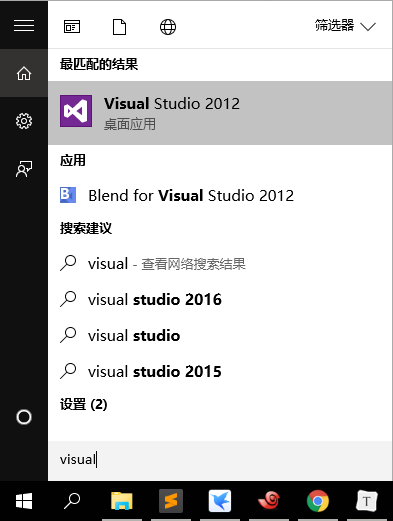 筛选器
最匹配的结果
Visual Studio 2012
桌面应用
应用
Blend for Visual Studio 2012
搜索建议
visual - 查看网络搜索结果
visual studio 2016
visual studio
visual studio 2015
设置 (2)
visual
T